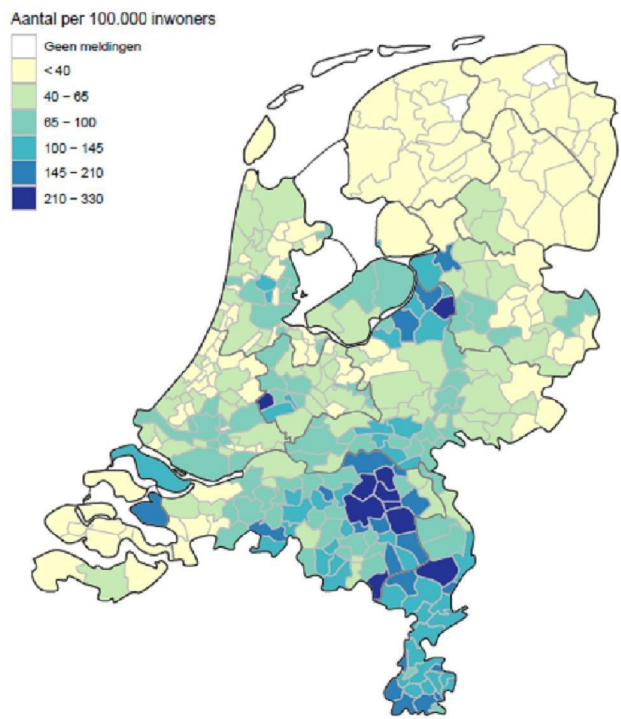 Aantal per 100.000 inwoners
Geen meldingen
< 40
40 – 65
65 – 100
100 – 145
145 – 210
210 – 330